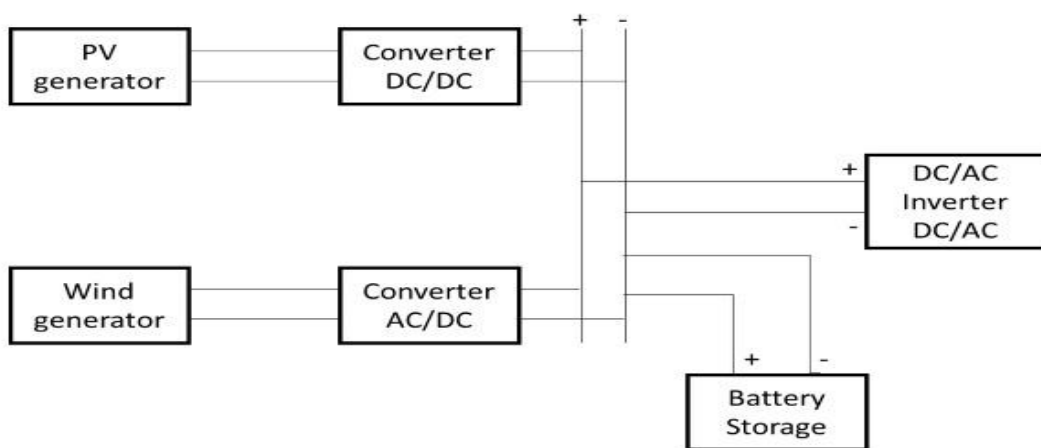 + -
PV
generator
Converter
DC/DC
+
DC/AC
Inverter
DC/AC
-
Wind
generator
Converter
AC/DC
+ -
Battery
Storage